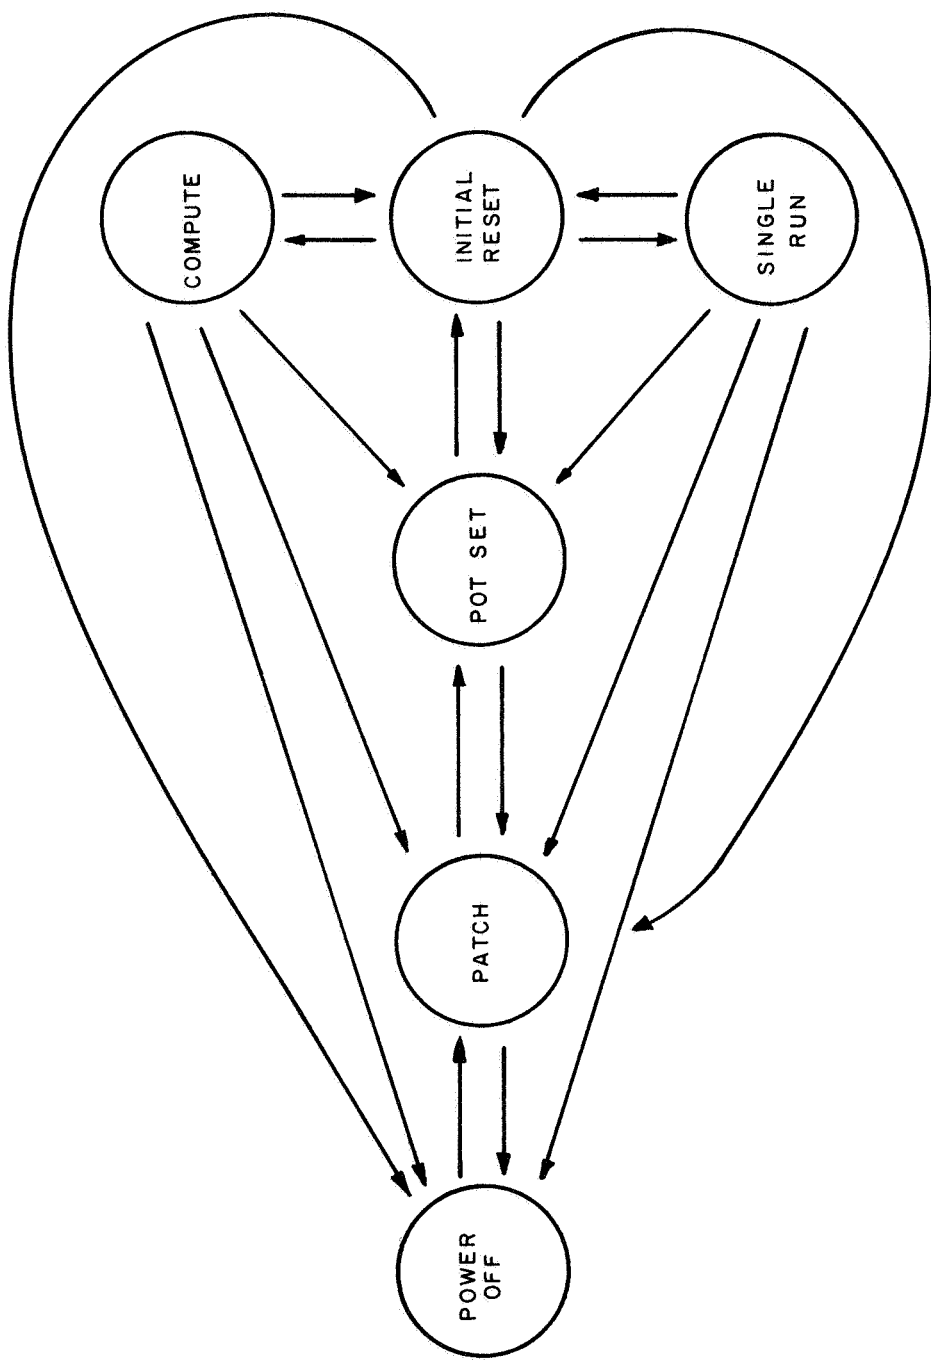 COMPUTE
INITIAL
RESET
SINGLE
RUN
POT SET
PATCH
POWER
OFF